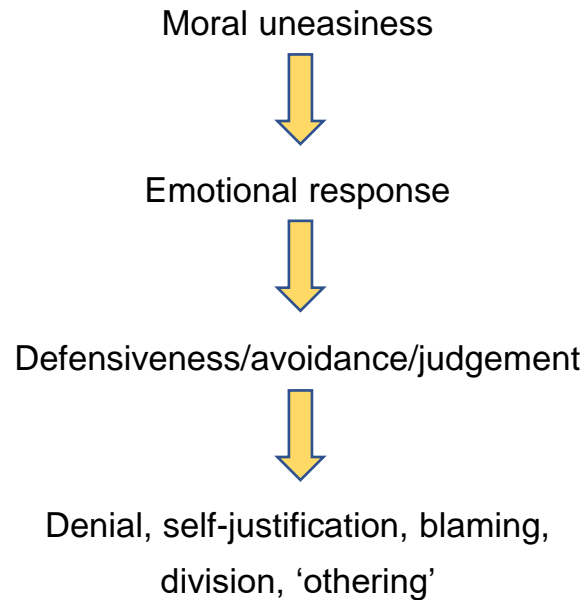 Moral uneasiness
Emotional response
Defensiveness/avoidance/judgement
Denial, self-justification, blaming,
division, ‘othering’